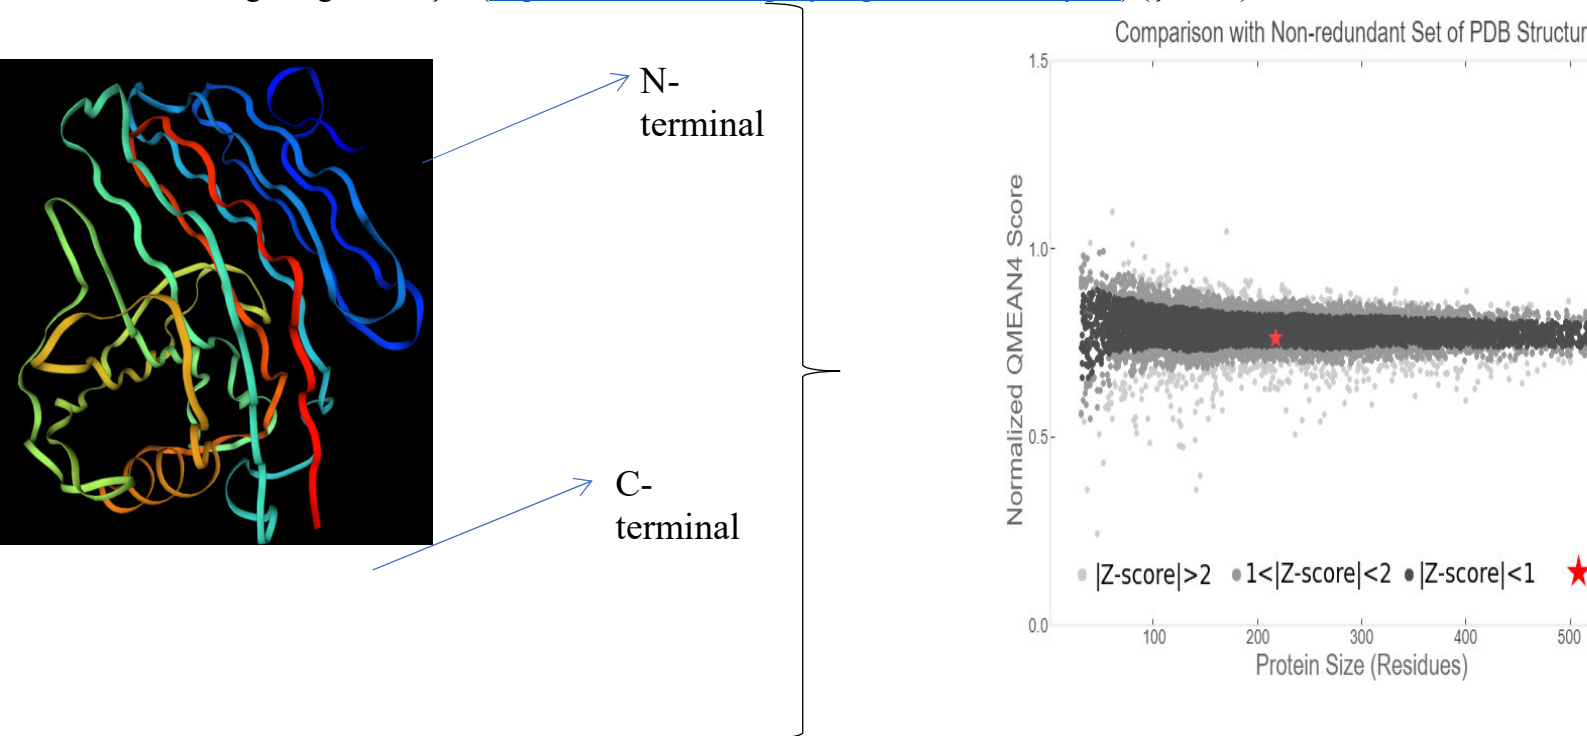 N-
terminal
C-
terminal
Comparison with Non-redundant Set of PDB Structur
1.5
1.0
0.5
0.0
Normalized QMEAN4 Score
|Z-score|>2 1<|Z-score|<2 |Z-score|<1
100 200 300 400 500
Protein Size (Residues)